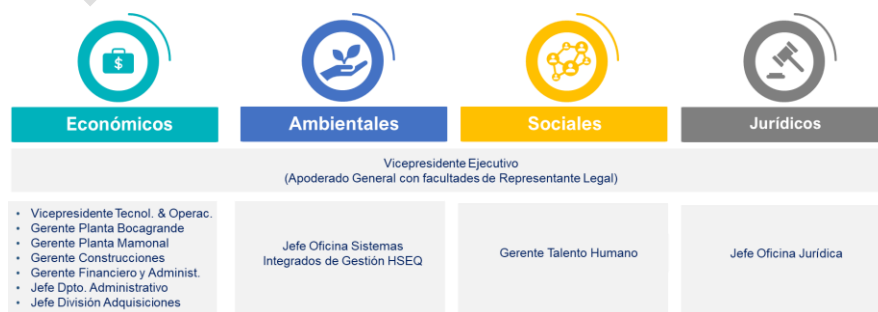 $
Económicos
Ambientales
Sociales
Jurídicos
Vicepresidente Ejecutivo
(Apoderado General con facultades de Representante Legal)
• Vicepresidente Tecnol. & Operac.
• Gerente Planta Bocagrande
• Gerente Planta Mamonal
• Gerente Construcciones
• Gerente Financiero y Administ.
• Jefe Dpto. Administrativo
• Jefe División Adquisiciones
Jefe Oficina Sistemas
Integrados de Gestión HSEQ
Gerente Talento Humano
Jefe Oficina Jurídica